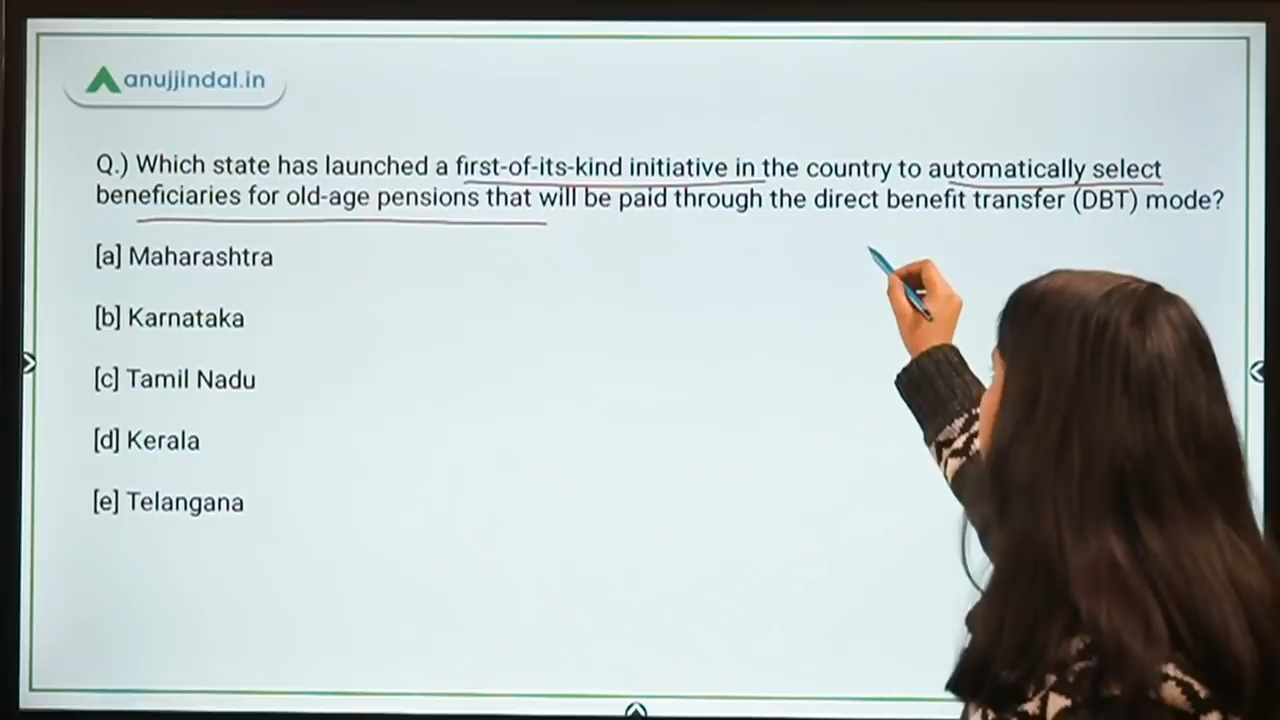 anujjindal.in
Q.) Which state has launched a first-of-its-kind initiative in the country to automatically select
beneficiaries for old-age pensions that will be paid through the direct benefit transfer (DBT) mode?
[a] Maharashtra
[b] Karnataka
[c] Tamil Nadu
[d] Kerala
[e] Telangana